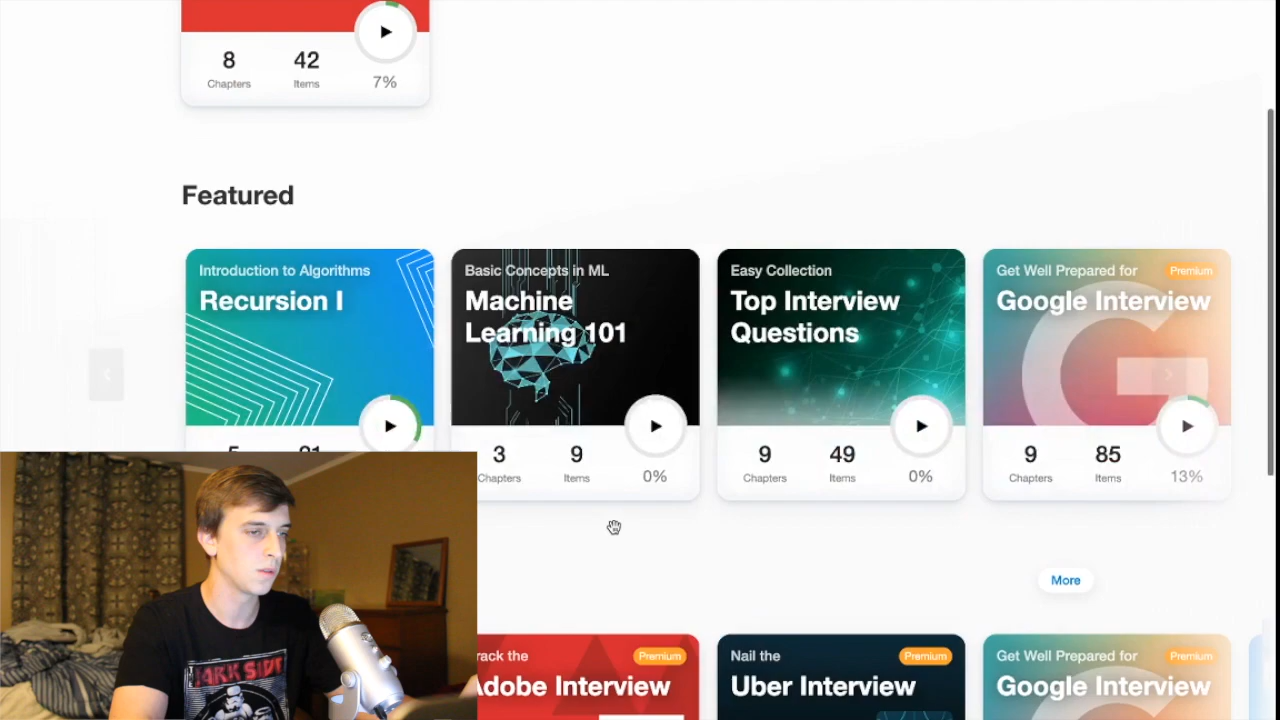 8
42
Chapters
Items
7%
Featured
Introduction to Algorithms
Recursion I
Basic Concepts in ML
Machine
Learning 101
Easy Collection
Top Interview
Questions
Get Well Prepared for
Premium
Google Interview
3
9
Chapters
Items
0%
9
49
Chapters
Items
0%
9
85
Chapters
Items
13%
More
rack the
Premium
Adobe Interview
Nail the
Premium
Uber Interview
Get Well Prepared for
Premium
Google Interview
DARK SIDE